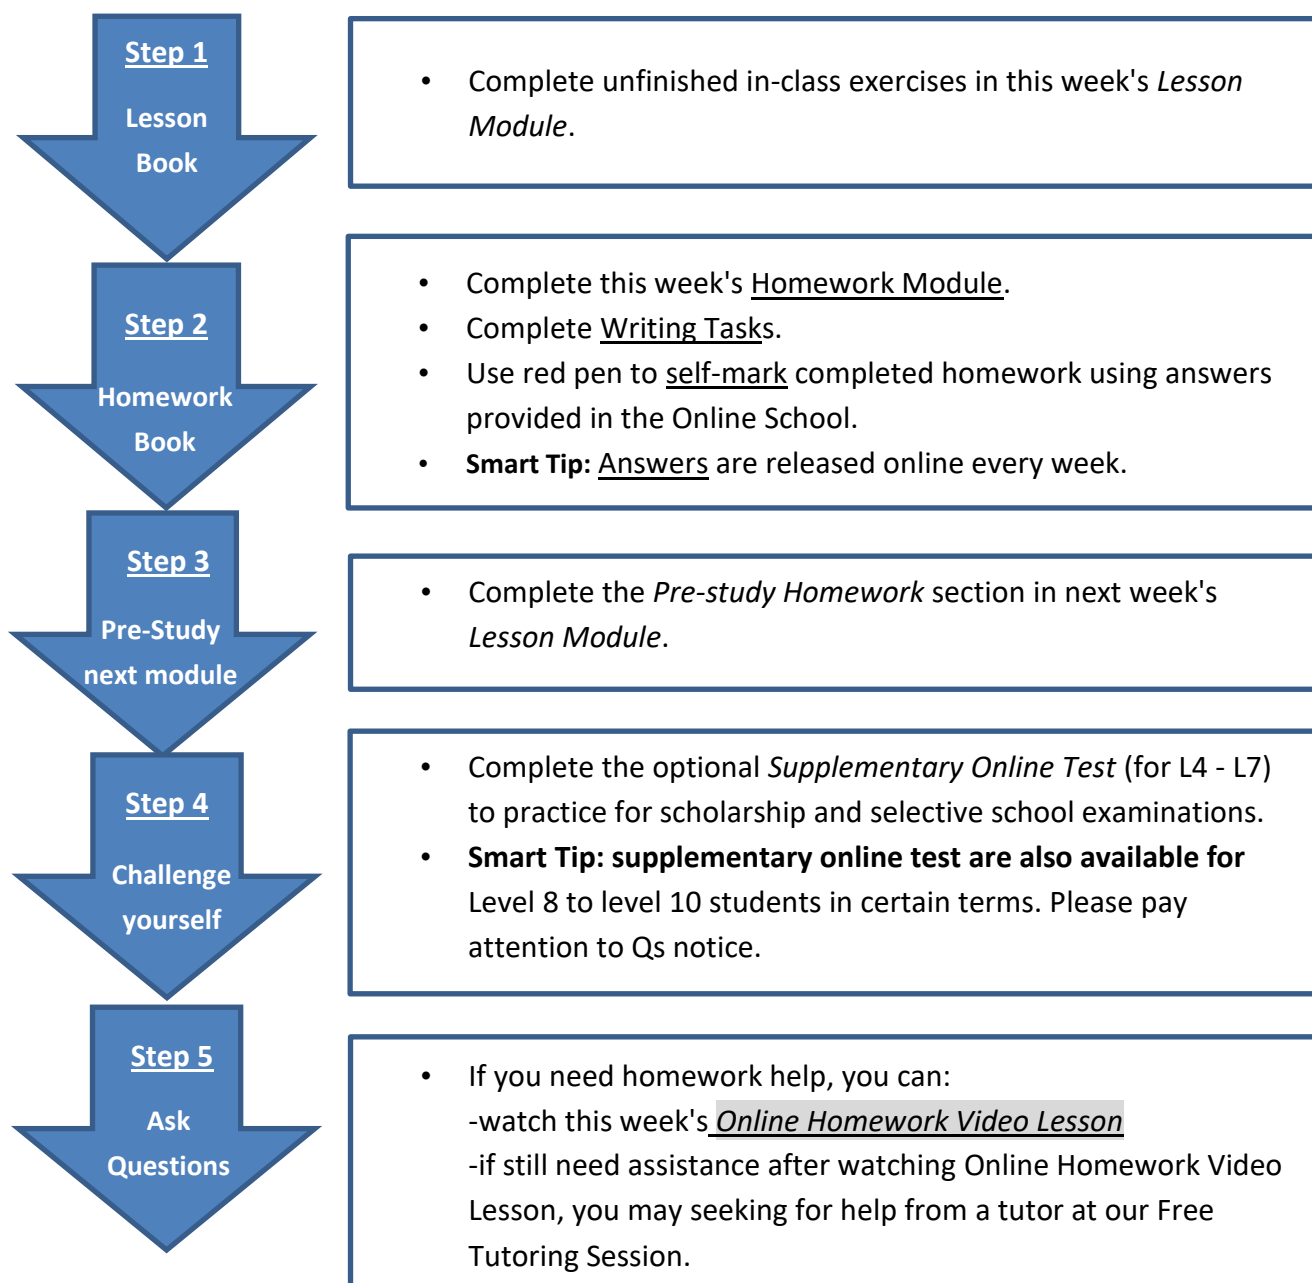 Step 1
Lesson
Book
• Complete unfinished in-class exercises in this week's Lesson
Module.
Step 2
Homework
Book
• Complete this week's Homework Module.
• Complete Writing Tasks.
• Use red pen to self-mark completed homework using answers
provided in the Online School.
• Smart Tip: Answers are released online every week.
Step 3
Pre-Study
next module
• Complete the Pre-study Homework section in next week's
Lesson Module.
Step 4
Challenge
yourself
• Complete the optional Supplementary Online Test (for L4 - L7)
to practice for scholarship and selective school examinations.
• Smart Tip: supplementary online test are also available for
Level 8 to level 10 students in certain terms. Please pay
attention to Qs notice.
Step 5
Ask
Questions
• If you need homework help, you can:
-watch this week's Online Homework Video Lesson
-if still need assistance after watching Online Homework Video
Lesson, you may seeking for help from a tutor at our Free
Tutoring Session.